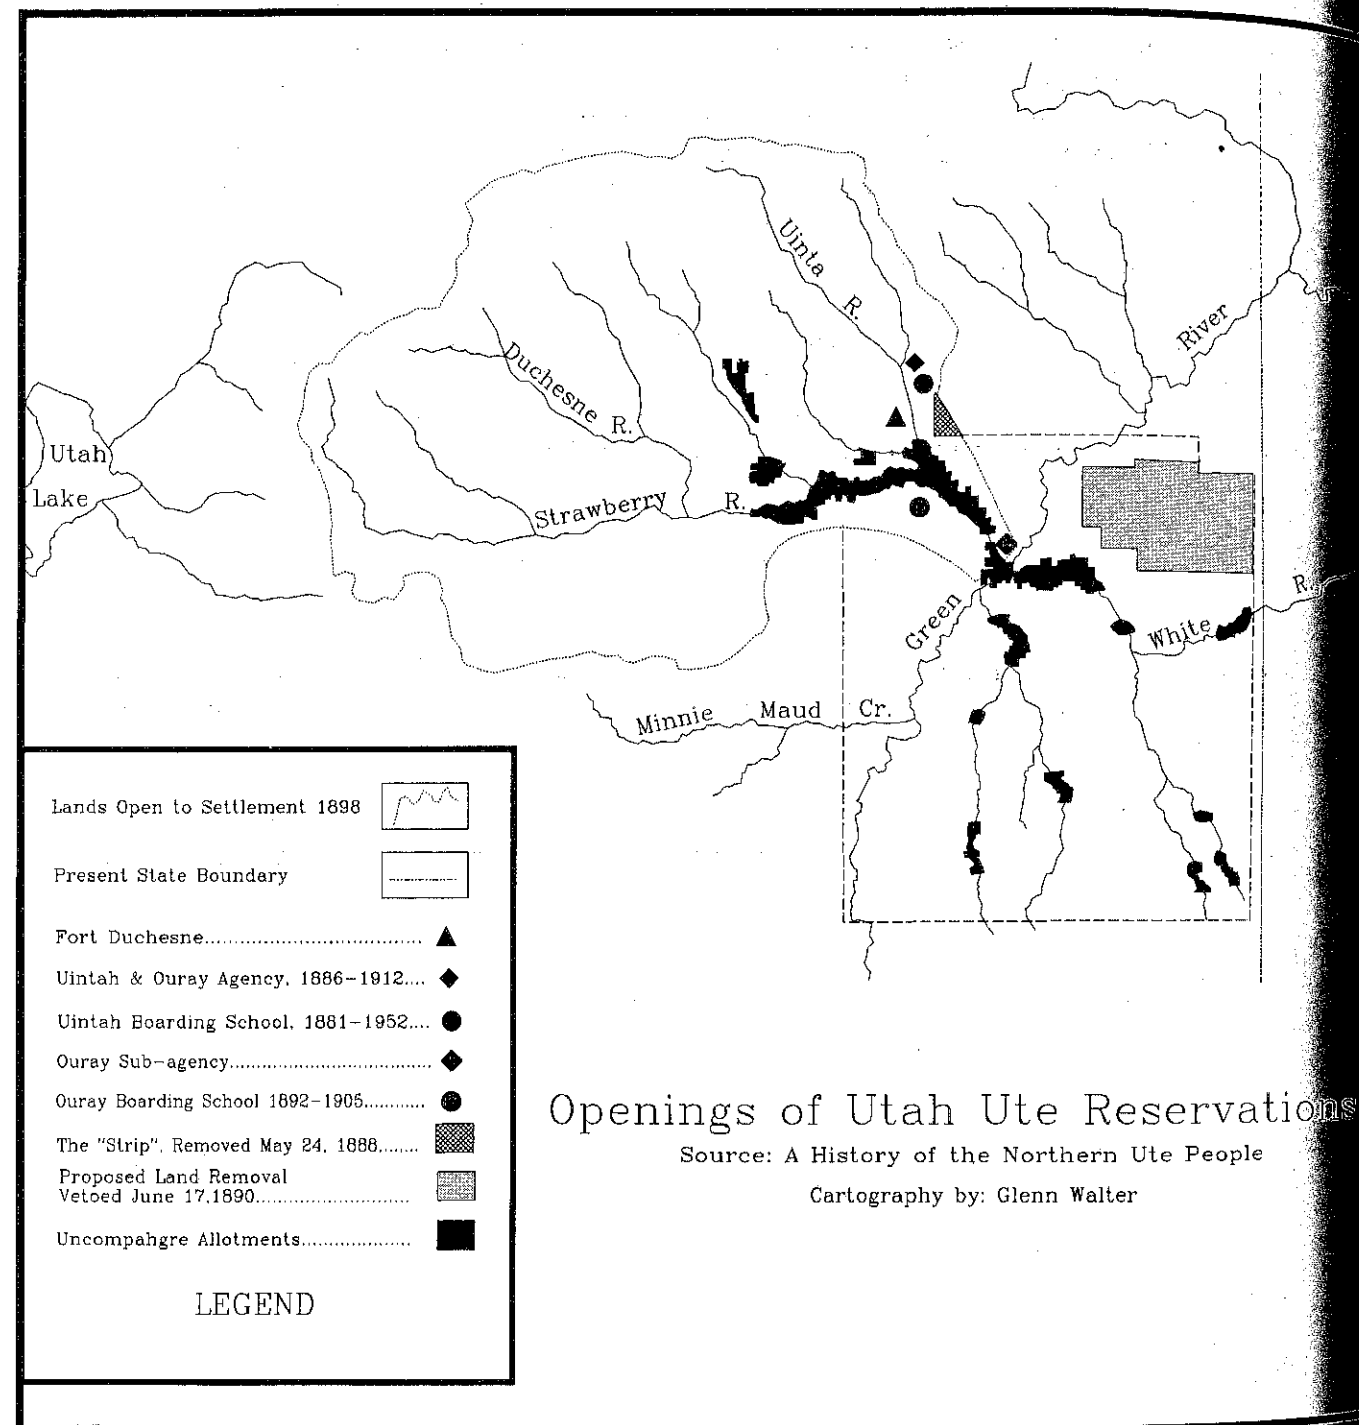 Uinta
R.
River
Duchesne
R.
Utah
Lake
Strawberry
R.
R.
Green
White
Minnie Maud Cr.
Lands Open to Settlement 1898
Present State Boundary
Fort Duchesne
Uintah & Ouray Agency, 1886-1912
Uintah Boarding School, 1881-1952
Ouray Sub-agency
Ouray Boarding School 1892-1905
The "Strip", Removed May 24, 1888
Proposed Land Removal
Vetoed June 17,1890
Uncompahgre Allotments
LEGEND
Openings of Utah Ute Reservations
Source: A History of the Northern Ute People
Cartography by: Glenn Walter